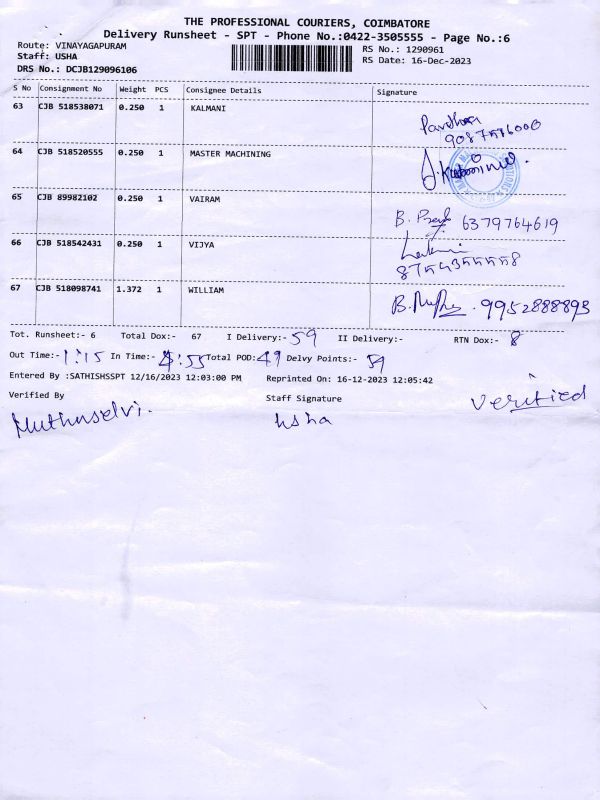 THE PROFESSIONAL COURIERS, COIMBATORE
Delivery Runsheet - SPT - Phone No.:0422-3505555 - Page No.:6
Route: VINAYAGAPURAM
Staff: USHA
DRS No.: DCJB129096106
RS No.: 1290961
RS Date: 16-Dec-2023
S No Consignment No Weight PCS Consignee Details Signature
63 CJB 518538071 0.250 1 KALMANI
64 CJB 518520555 0.250 1 MASTER MACHINING
65 CJB 89982102 0.250 1 VAIRAM B. 6379764619
66 CJB 518542431 0.250 1 VIJYA
67 CJB 518098741 1.372 1 WILLIAM B. 9952888893
Tot. Runsheet:- 6 Total Dox:- 67 I Delivery:- 59 II Delivery:- RTN Dox:- 8
Out Time:- 1:15 In Time:- 4:55 Total POD: 49 Delvy Points:- 59
Entered By :SATHISHSSPT 12/16/2023 12:03:00 PM Reprinted On: 16-12-2023 12:05:42
Verified By Staff Signature Verified
Muthuselvi. Usha